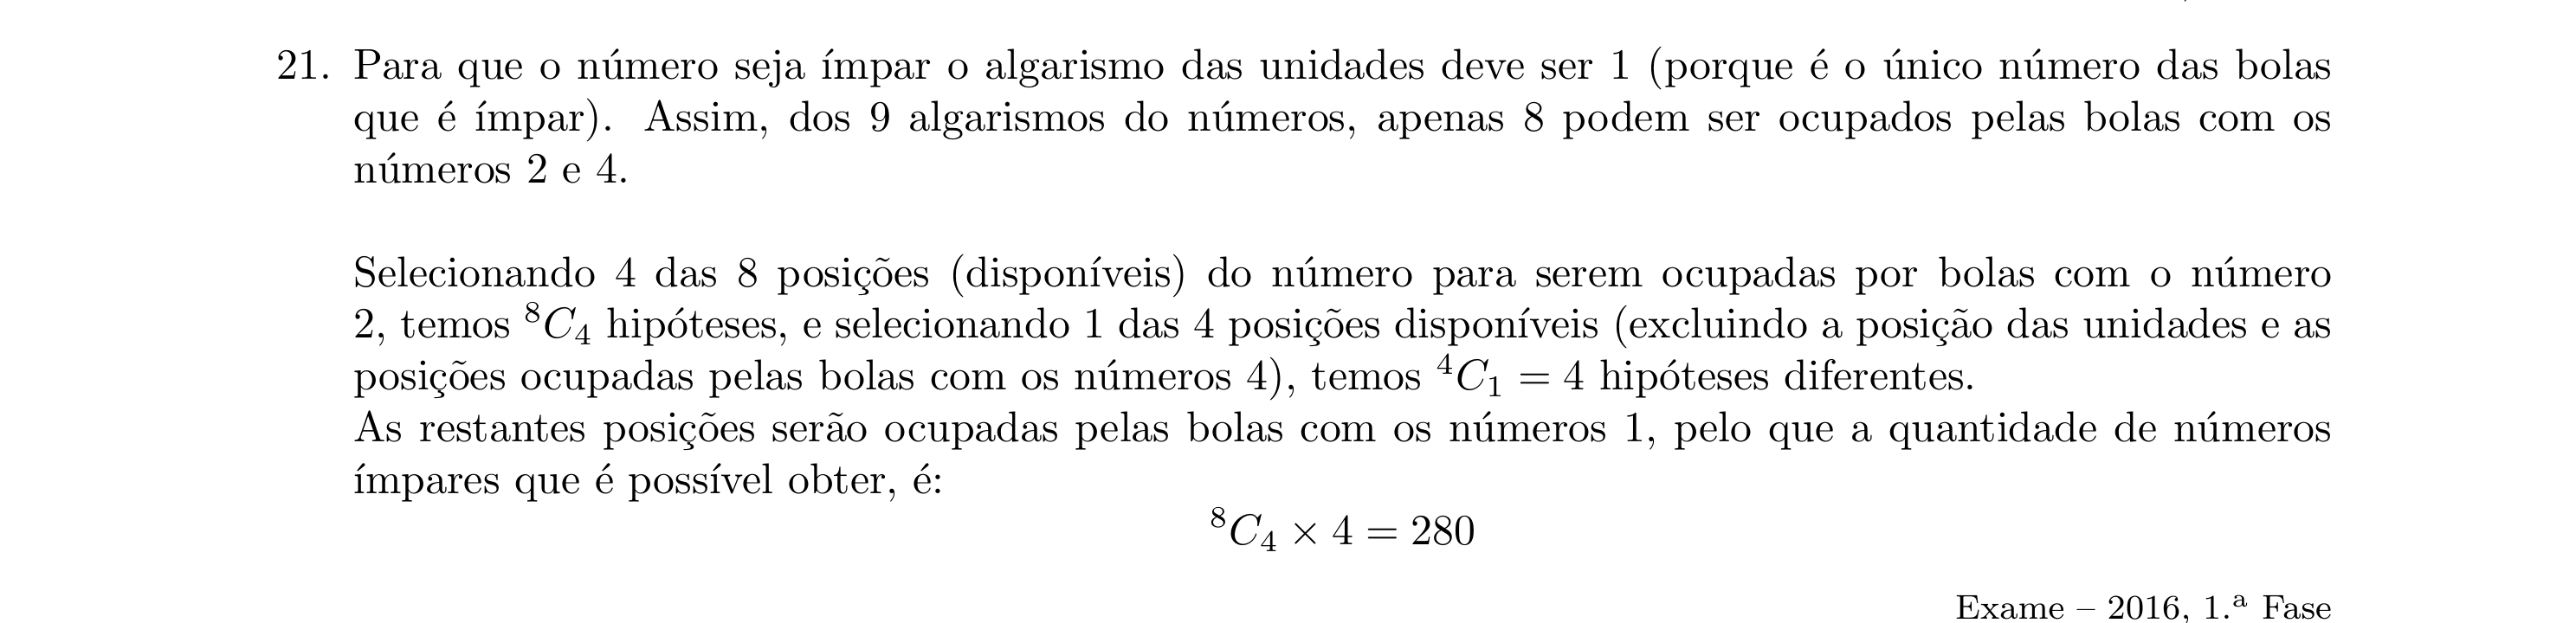 21. Para que o número seja ímpar o algarismo das unidades deve ser 1 (porque é o único número das bolas
que é ímpar). Assim, dos 9 algarismos do números, apenas 8 podem ser ocupados pelas bolas com os
números 2 e 4.
Selecionando 4 das 8 posições (disponíveis) do número para serem ocupadas por bolas com o número
2, temos ⁸C₄ hipóteses, e selecionando 1 das 4 posições disponíveis (excluindo a posição das unidades e as
posições ocupadas pelas bolas com os números 4), temos ⁴C₁ = 4 hipóteses diferentes.
As restantes posições serão ocupadas pelas bolas com os números 1, pelo que a quantidade de números
ímpares que é possível obter, é:
⁸C₄ × 4 = 280
Exame – 2016, 1.ª Fase